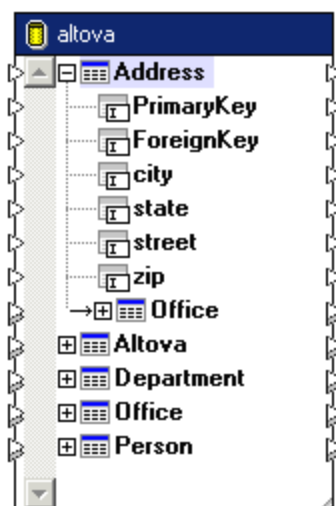 altova
Address
PrimaryKey
ForeignKey
city
state
street
zip
Office
Altova
Department
Office
Person